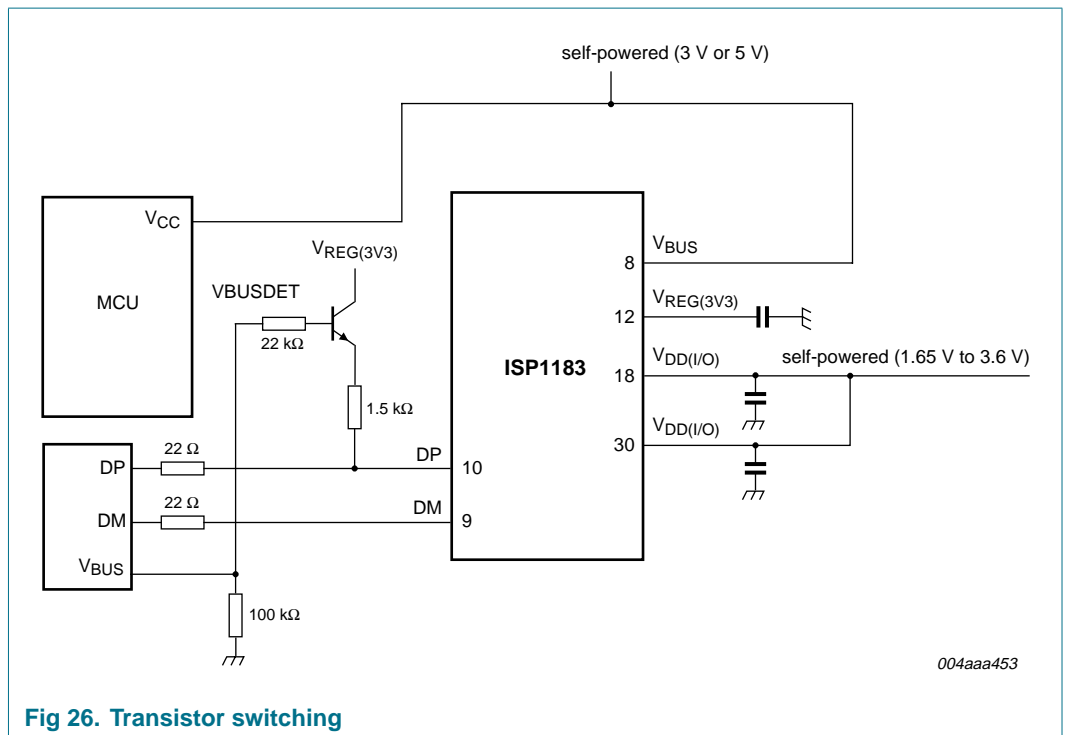 self-powered (3 V or 5 V)
VCC
MCU
VREG(3V3)
VBUSDET
22 kΩ
1.5 kΩ
ISP1183
8
VBUS
12
VREG(3V3)
18
VDD(I/O)
self-powered (1.65 V to 3.6 V)
30
VDD(I/O)
DP
22 Ω
DP
10
DM
22 Ω
DM
9
VBUS
100 kΩ
004aaa453
Fig 26. Transistor switching